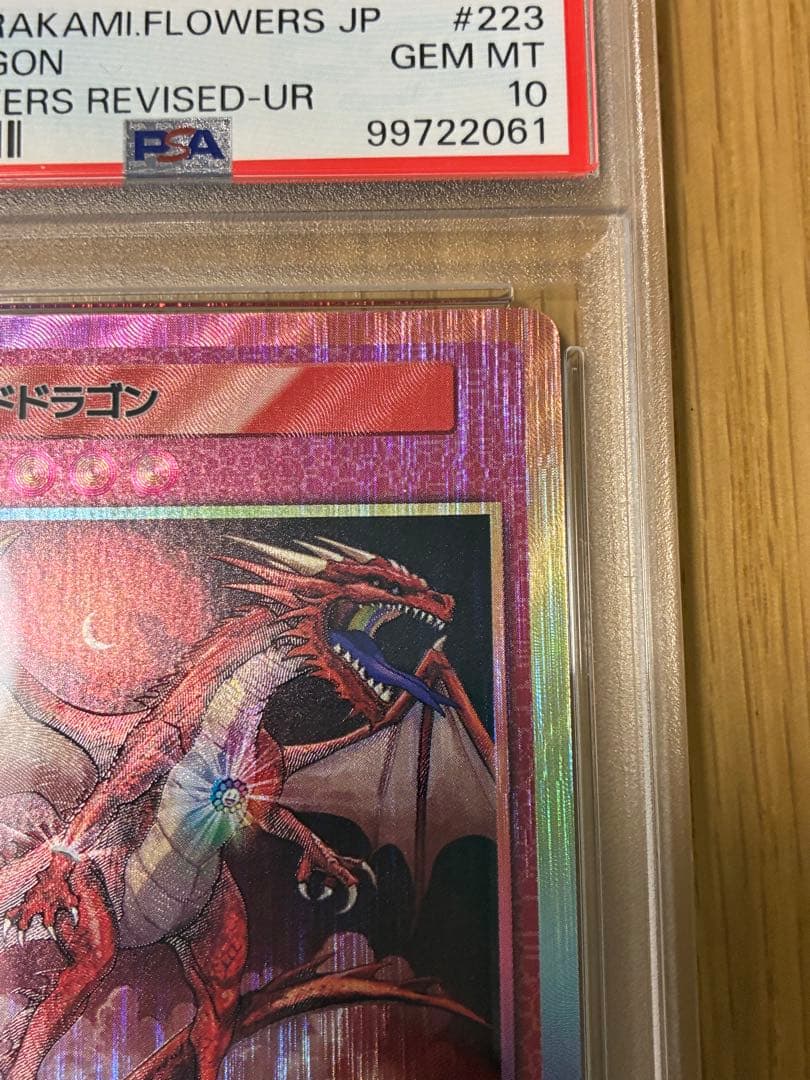 RAKAMI.FLOWERS JP #223
GON GEM MT
ERS REVISED-UR 10
PSA 99722061
ドドラゴン